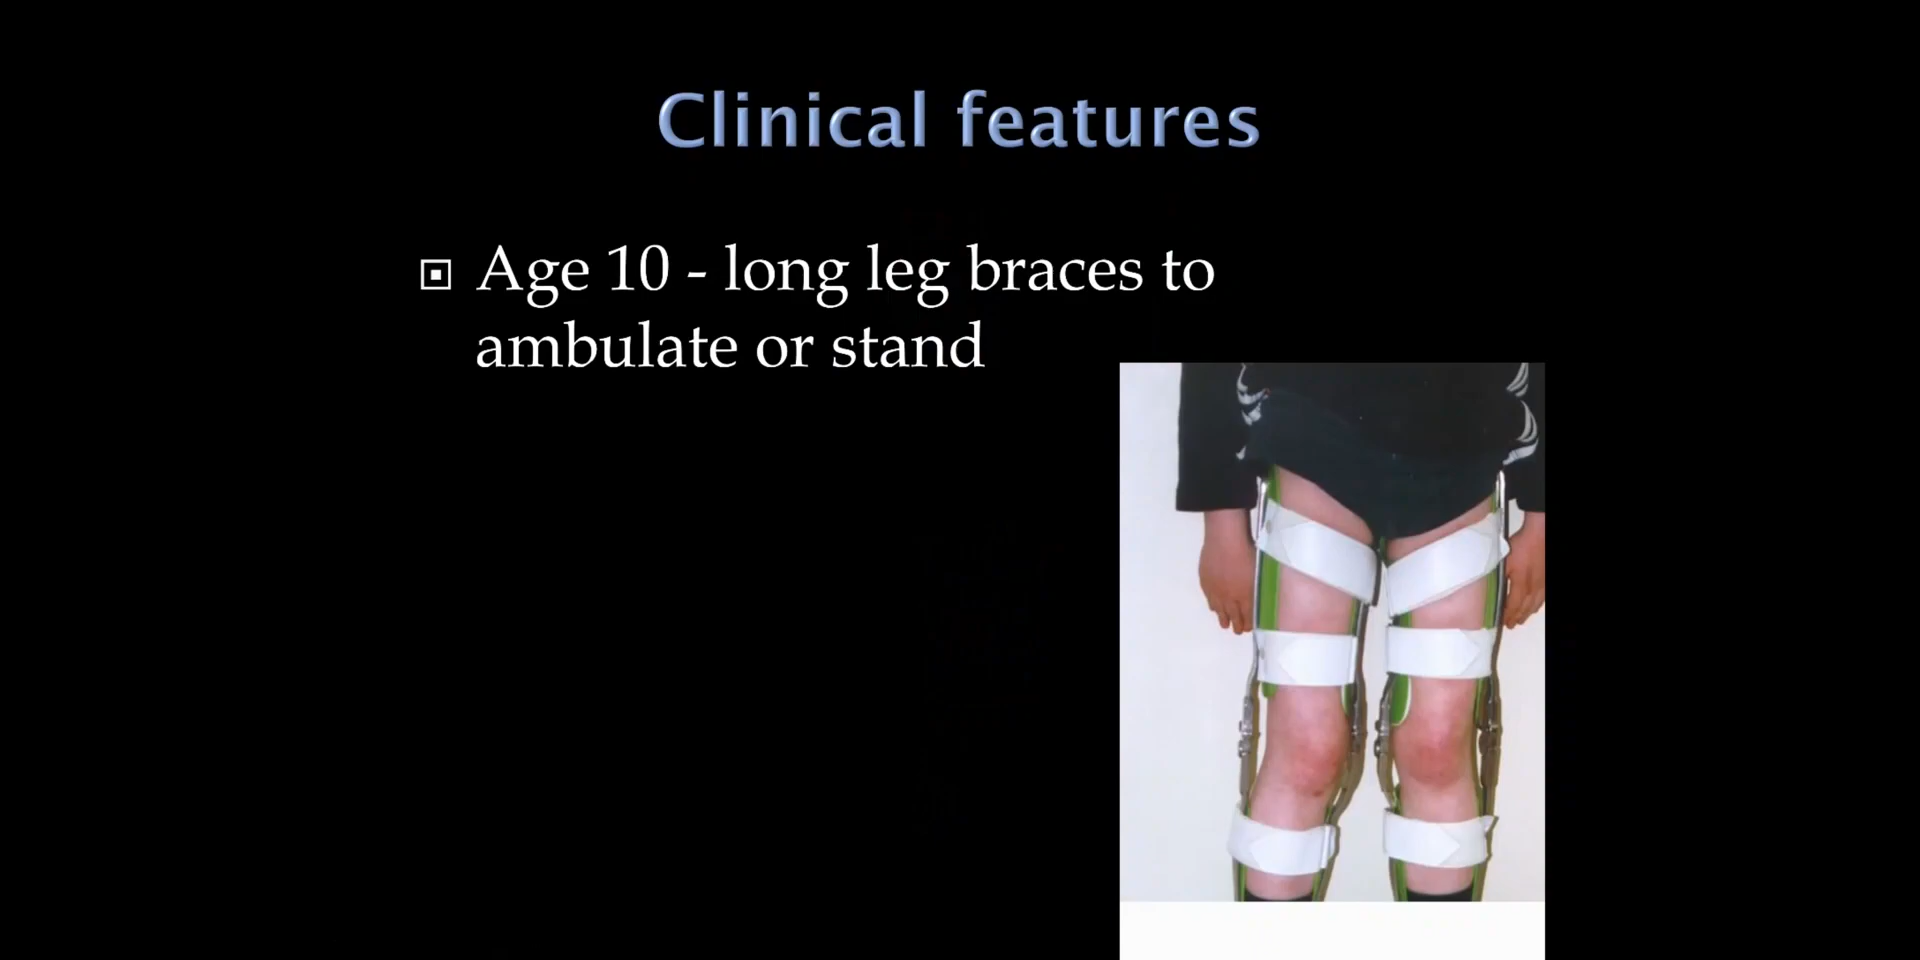 Clinical features
Age 10 - long leg braces to
ambulate or stand